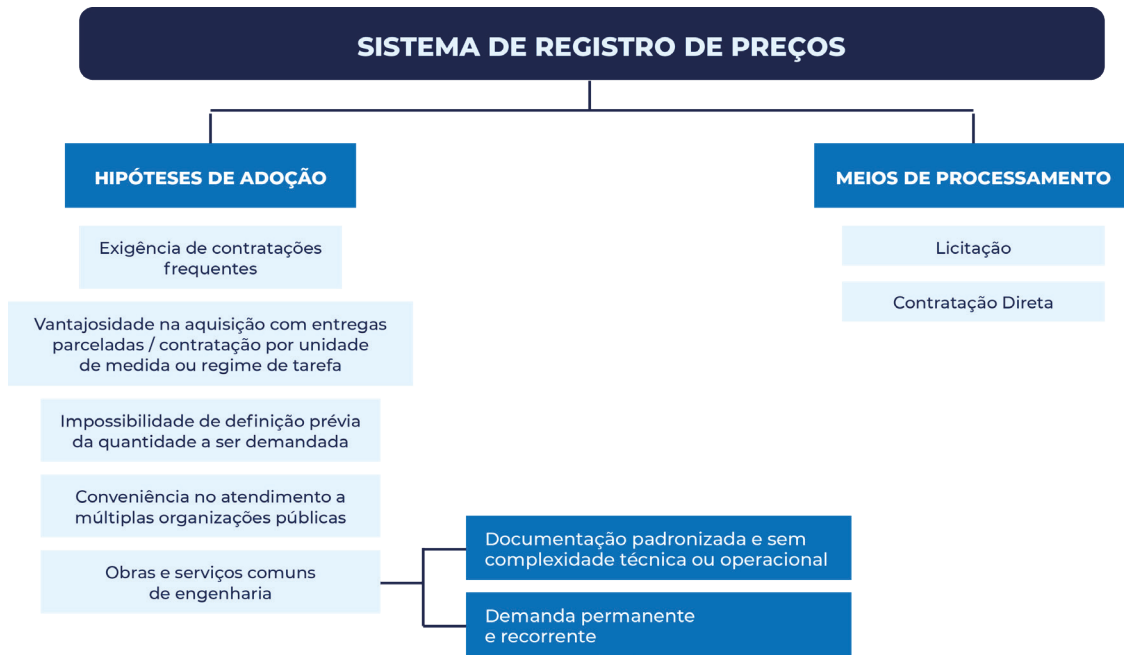 SISTEMA DE REGISTRO DE PREÇOS
HIPÓTESES DE ADOÇÃO
Exigência de contratações
frequentes
Vantajosidade na aquisição com entregas
parceladas / contratação por unidade
de medida ou regime de tarefa
Impossibilidade de definição prévia
da quantidade a ser demandada
Conveniência no atendimento a
múltiplas organizações públicas
Obras e serviços comuns
de engenharia
Documentação padronizada e sem
complexidade técnica ou operacional
Demanda permanente
e recorrente
MEIOS DE PROCESSAMENTO
Licitação
Contratação Direta